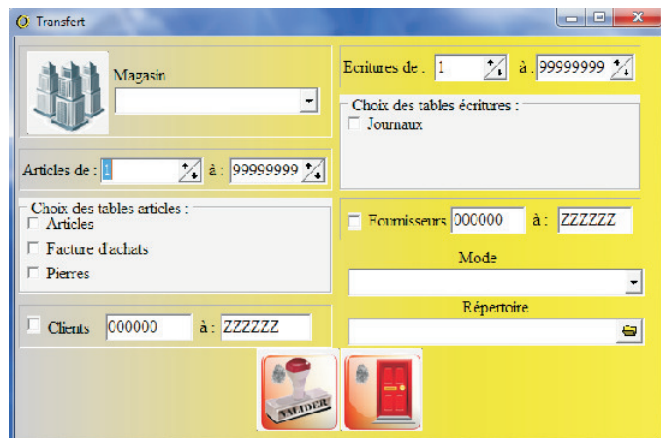 Transfert
Magasin
Articles de : 1 à : 99999999
Choix des tables articles :
Articles
Facture d'achats
Pierres
Clients 000000 à : ZZZZZZ
Ecritures de : 1 à : 99999999
Choix des tables écritures :
Journaux
Fournisseurs 000000 à : ZZZZZZ
Mode
Répertoire
VALIDER